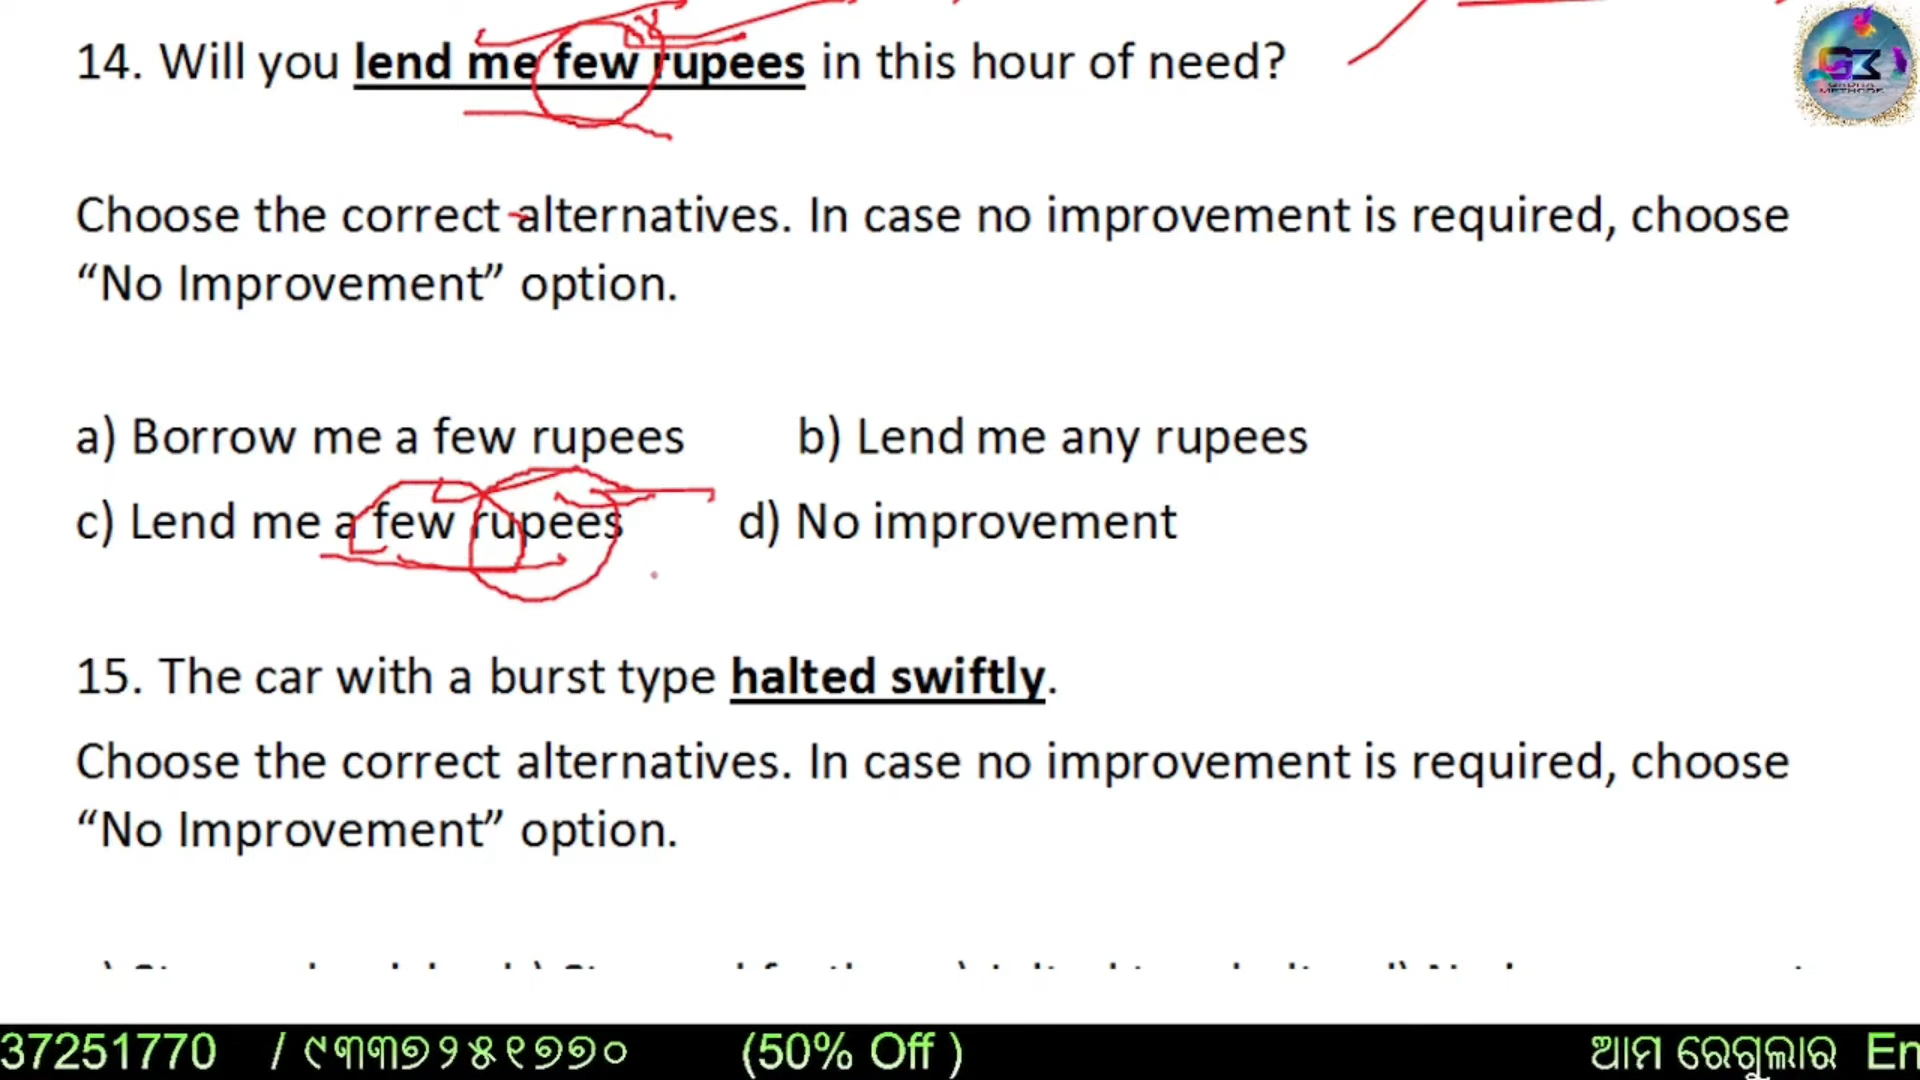 14. Will you lend me few rupees in this hour of need?
Choose the correct alternatives. In case no improvement is required, choose
“No Improvement” option.
a) Borrow me a few rupees b) Lend me any rupees
c) Lend me a few rupees d) No improvement
15. The car with a burst type halted swiftly.
Choose the correct alternatives. In case no improvement is required, choose
“No Improvement” option.
37251770 / ୯୩୩୭୨୫୧୭୭୦ (50% Off ) ଆମ ରେଗୁଲାର En